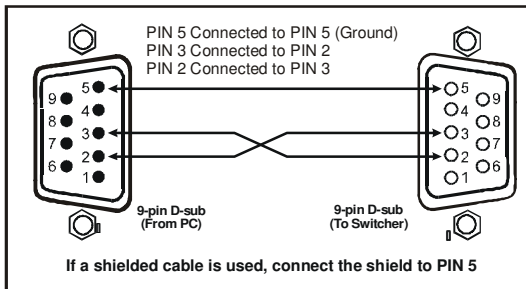 PIN 5 Connected to PIN 5 (Ground)
PIN 3 Connected to PIN 2
PIN 2 Connected to PIN 3
5
9
4
8
3
7
2
6
1
5
9
4
8
3
7
2
6
1
9-pin D-sub
(From PC)
9-pin D-sub
(To Switcher)
If a shielded cable is used, connect the shield to PIN 5